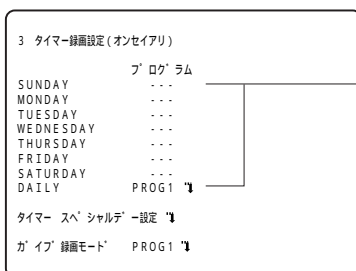 3 タイマー録画設定(オンセイアリ)
プログラム
SUNDAY ---
MONDAY ---
TUESDAY ---
WEDNESDAY ---
THURSDAY ---
FRIDAY ---
SATURDAY ---
DAILY PROG1
タイマー スペシャルデー設定
ガイブ録画モード PROG1